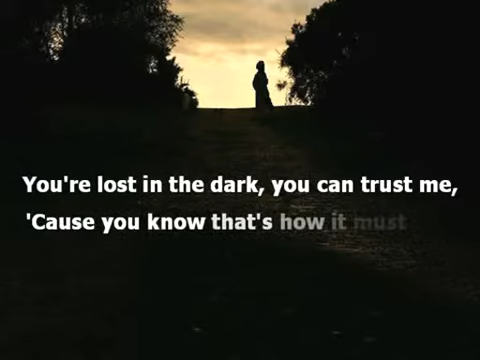 You're lost in the dark, you can trust me,
'Cause you know that's how it must